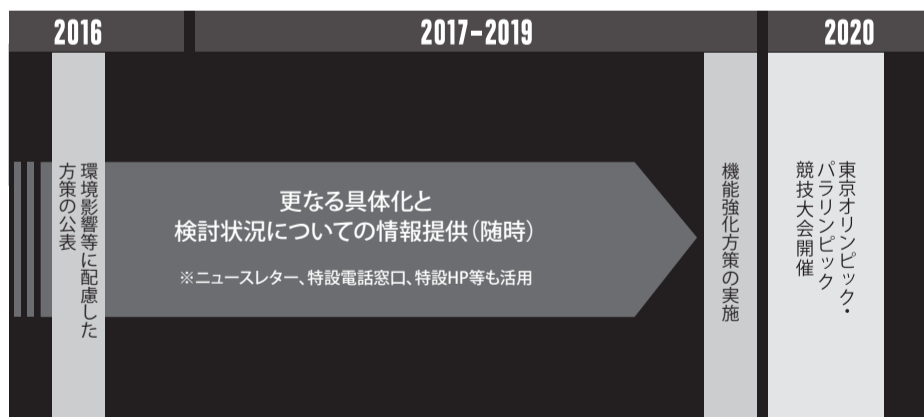 2016
2017-2019
2020
環境影響等に配慮した
方策の公表
更なる具体化と
検討状況についての情報提供(随時)
※ニュースレター、特設電話窓口、特設HP等も活用
機能強化方策の実施
東京オリンピック・
パラリンピック
競技大会開催